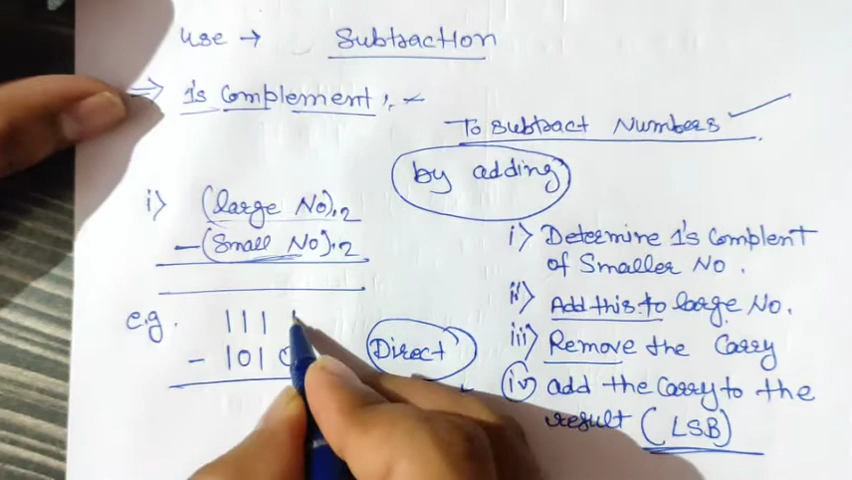 use → Subtraction
⇒ 1's Complement :-
To subtract Numbers
by adding
i) (large No).2
- (Small No).2
i) Determine 1's Complent
of Smaller No.
ii) Add this to large No.
iii) Remove the Carry
iv) add the Carry to the
result (LSB)
e.g. 111
- 101
Direct